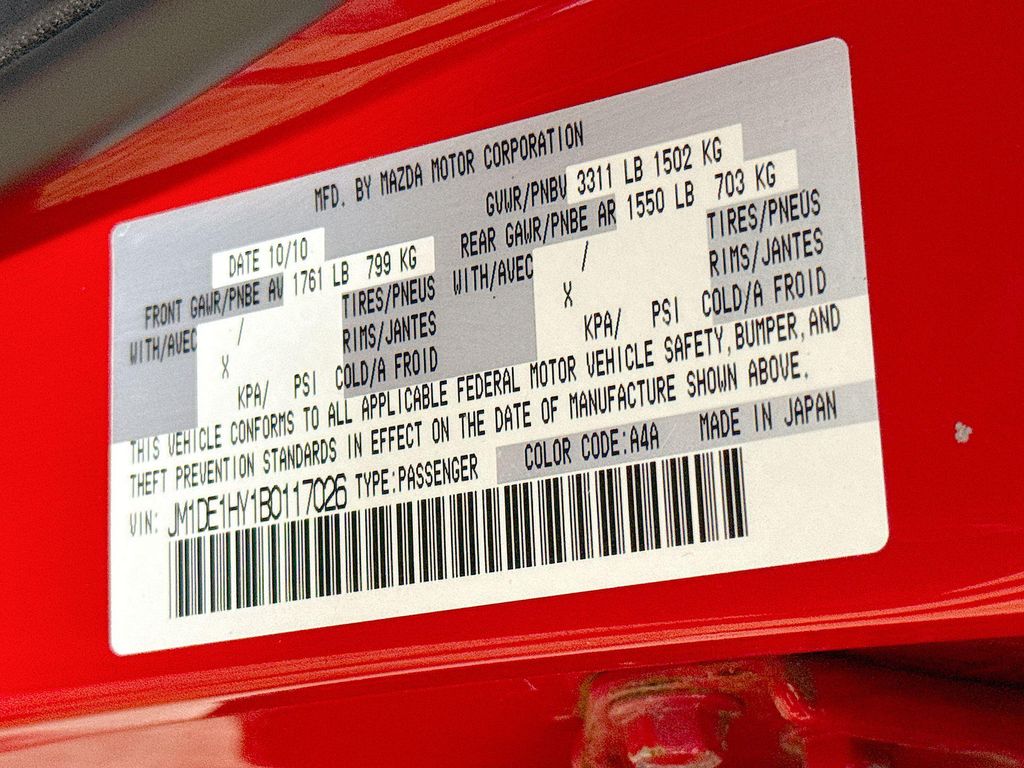 MFD. BY MAZDA MOTOR CORPORATION
DATE 10/10
GVWR/PNBV 3311 LB 1502 KG
FRONT GAWR/PNBE AV 1761 LB 799 KG
REAR GAWR/PNBE AR 1550 LB 703 KG
WITH/AVEC / TIRES/PNEUS
WITH/AVEC / TIRES/PNEUS
X RIMS/JANTES
X RIMS/JANTES
KPA/ PSI COLD/A FROID
KPA/ PSI COLD/A FROID
THIS VEHICLE CONFORMS TO ALL APPLICABLE FEDERAL MOTOR VEHICLE SAFETY, BUMPER, AND
THEFT PREVENTION STANDARDS IN EFFECT ON THE DATE OF MANUFACTURE SHOWN ABOVE.
VIN: JM1DE1HY1B0117026 TYPE:PASSENGER COLOR CODE:A4A MADE IN JAPAN